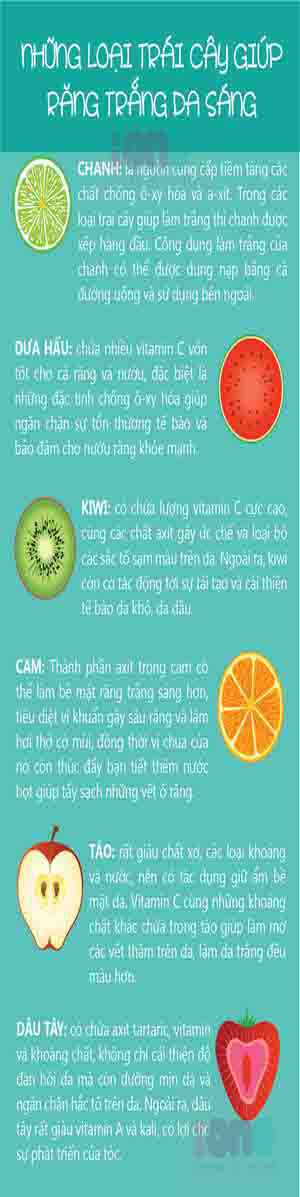 NHỮNG LOẠI TRÁI CÂY GIÚP
RĂNG TRẮNG DA SÁNG
CHANH: là nguồn cung cấp tiềm tàng các
chất chống ô-xy hóa và a-xít. Trong các
loại trái cây giúp làm trắng thì chanh được
xếp hàng đầu. Công dụng làm trắng của
chanh có thể được dung nạp bằng cả
đường uống và sử dụng bên ngoài.
DƯA HẤU: chứa nhiều vitamin C vốn
tốt cho cả răng và nướu, đặc biệt là
những đặc tính chống ô-xy hóa giúp
ngăn chặn sự tổn thương tế bào và
bảo đảm cho nướu răng khỏe mạnh.
KIWI: có chứa lượng vitamin C cực cao,
cùng các chất axít gây ức chế và loại bỏ
các sắc tố sạm màu trên da. Ngoài ra, kiwi
còn có tác động tới sự tái tạo và cải thiện
tế bào da khô, da dầu.
CAM: Thành phần axít trong cam có
thể làm bề mặt răng trắng sáng hơn,
tiêu diệt vi khuẩn gây sâu răng và làm
hơi thở có mùi, đồng thời vị chua của
nó còn thúc đẩy bạn tiết thêm nước
bọt giúp tẩy sạch những vết ố răng.
TÁO: rất giàu chất xơ, các loại khoáng
và nước, nên có tác dụng giữ ẩm bề
mặt da. Vitamin C cùng những khoáng
chất khác chứa trong táo giúp làm mờ
các vết thâm trên da, làm da trắng đều
màu hơn.
DÂU TÂY: có chứa axít tartaric, vitamin
và khoáng chất, không chỉ cải thiện độ
đàn hồi da mà còn dưỡng mịn da và
ngăn chặn hắc tố trên da. Ngoài ra, dâu
tây rất giàu vitamin A và kali, có lợi cho
sự phát triển của tóc.